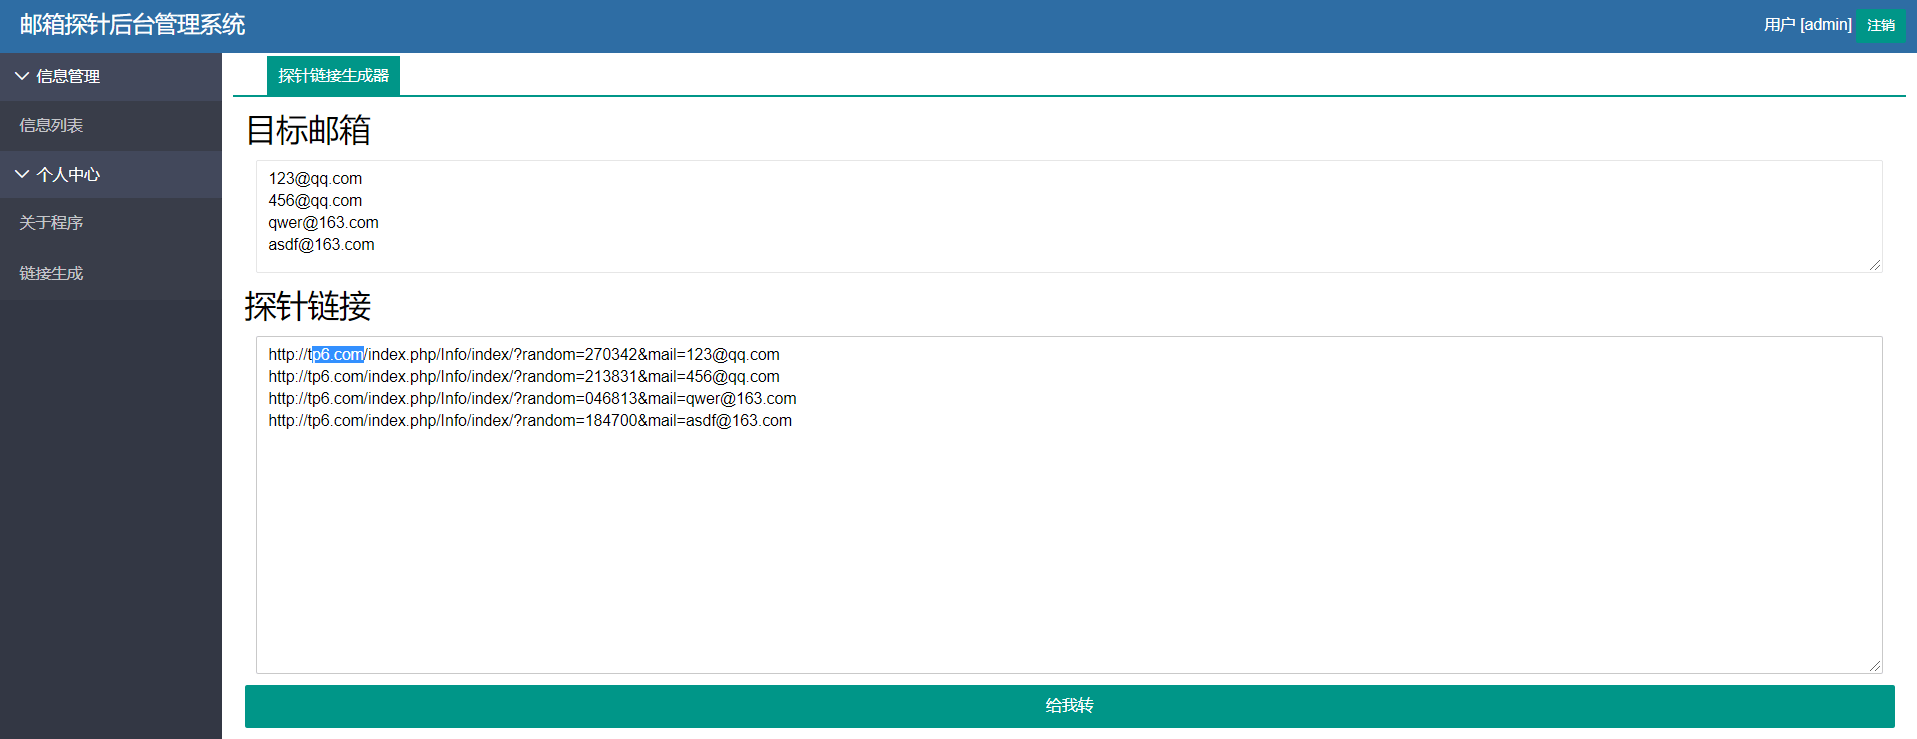 邮箱探针后台管理系统
用户 [admin] 注销
信息管理
信息列表
个人中心
关于程序
链接生成
探针链接生成器
目标邮箱
123@qq.com
456@qq.com
qwer@163.com
asdf@163.com
探针链接
http://tp6.com/index.php/Info/index/?random=270342&mail=123@qq.com
http://tp6.com/index.php/Info/index/?random=213831&mail=456@qq.com
http://tp6.com/index.php/Info/index/?random=046813&mail=qwer@163.com
http://tp6.com/index.php/Info/index/?random=184700&mail=asdf@163.com
给我转